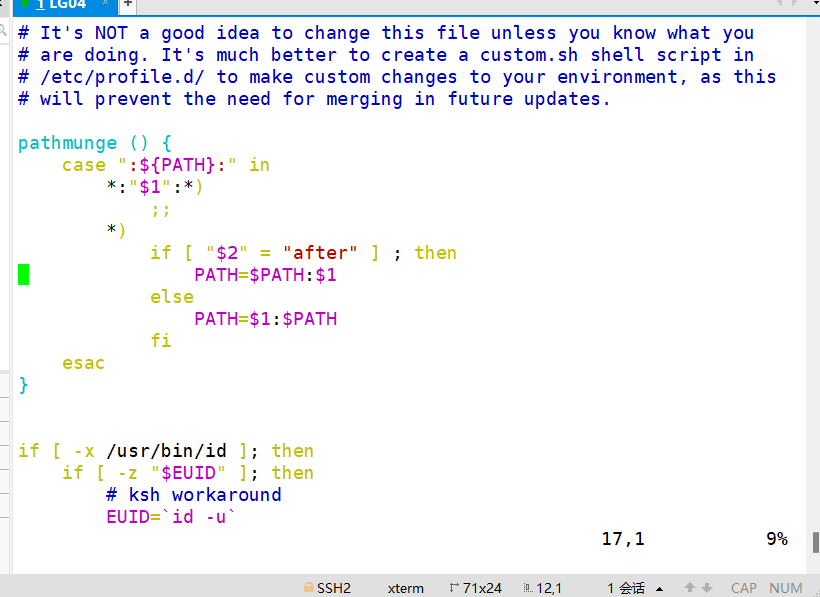 1 LG04 × +
# It's NOT a good idea to change this file unless you know what you
# are doing. It's much better to create a custom.sh shell script in
# /etc/profile.d/ to make custom changes to your environment, as this
# will prevent the need for merging in future updates.
pathmunge () {
    case ":${PATH}:" in
        *:"$1":*)
            ;;
        *)
            if [ "$2" = "after" ] ; then
                PATH=$PATH:$1
            else
                PATH=$1:$PATH
            fi
    esac
}
if [ -x /usr/bin/id ]; then
    if [ -z "$EUID" ]; then
        # ksh workaround
        EUID=`id -u`
17,1 9%
SSH2 xterm 71x24 12,1 1 会话 CAP NUM